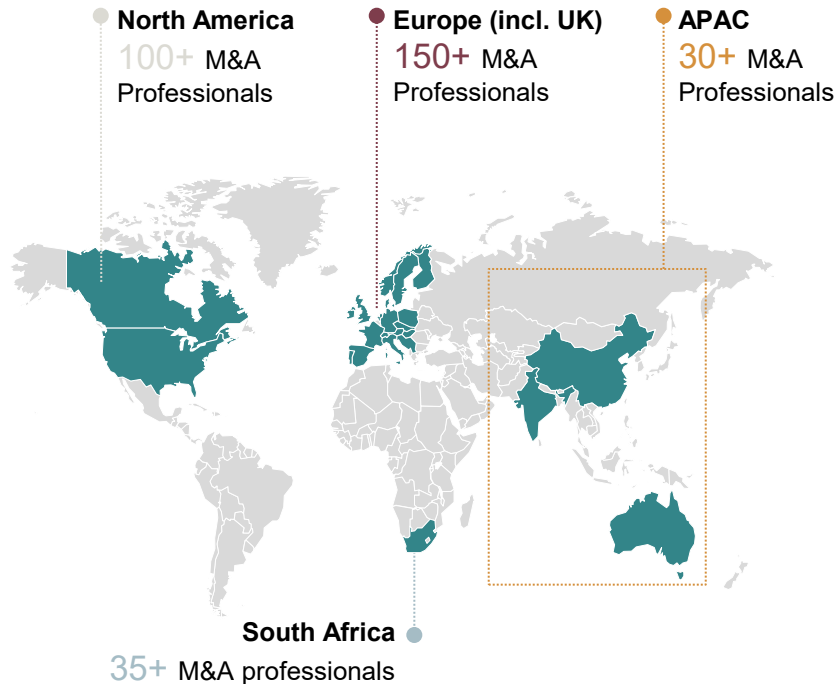 North America
100+ M&A
Professionals
Europe (incl. UK)
150+ M&A
Professionals
APAC
30+ M&A
Professionals
South Africa
35+ M&A professionals